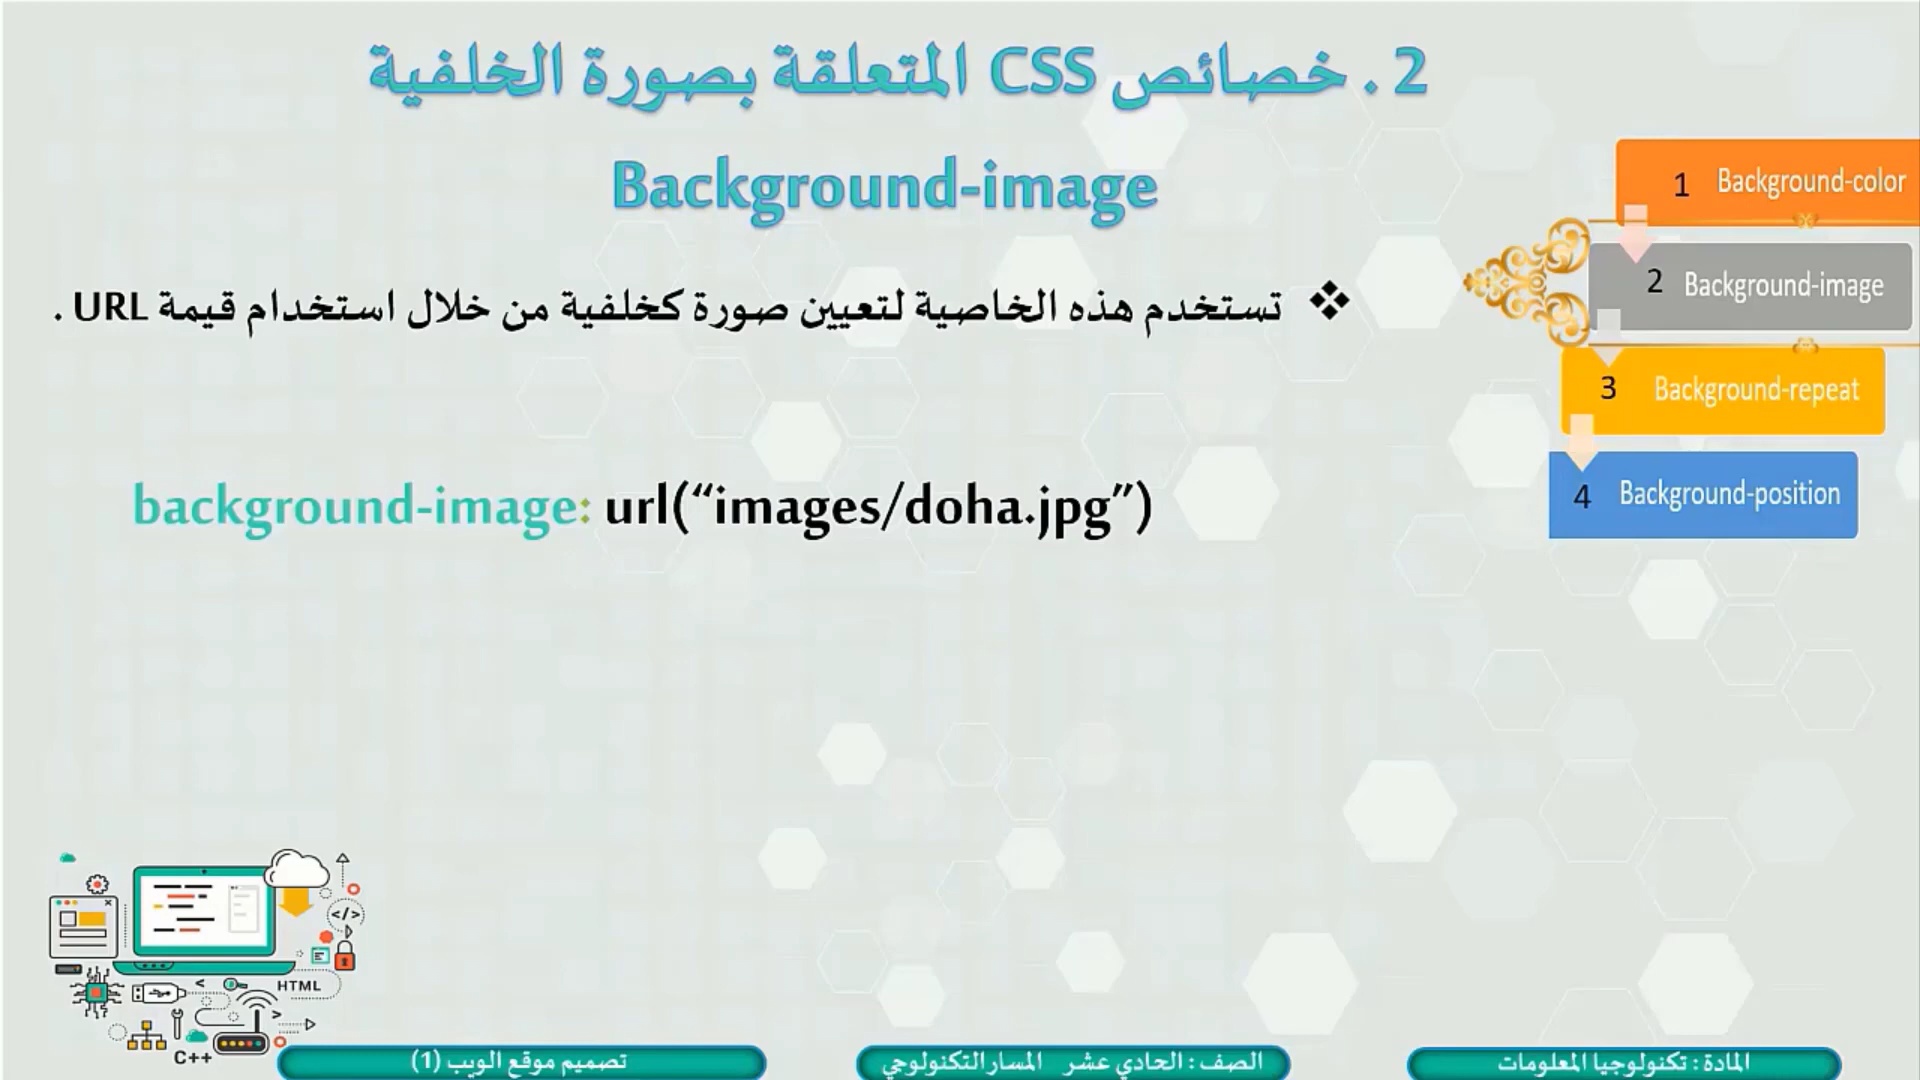 2 . خصائص CSS المتعلقة بصورة الخلفية
Background-image
❖ تستخدم هذه الخاصية لتعيين صورة كخلفية من خلال استخدام قيمة URL .
background-image: url(“images/doha.jpg”)
1 Background-color
2 Background-image
3 Background-repeat
4 Background-position
</>
HTML
C++
المادة : تكنولوجيا المعلومات
الصف : الحادي عشر المسار التكنولوجي
تصميم موقع الويب (1)